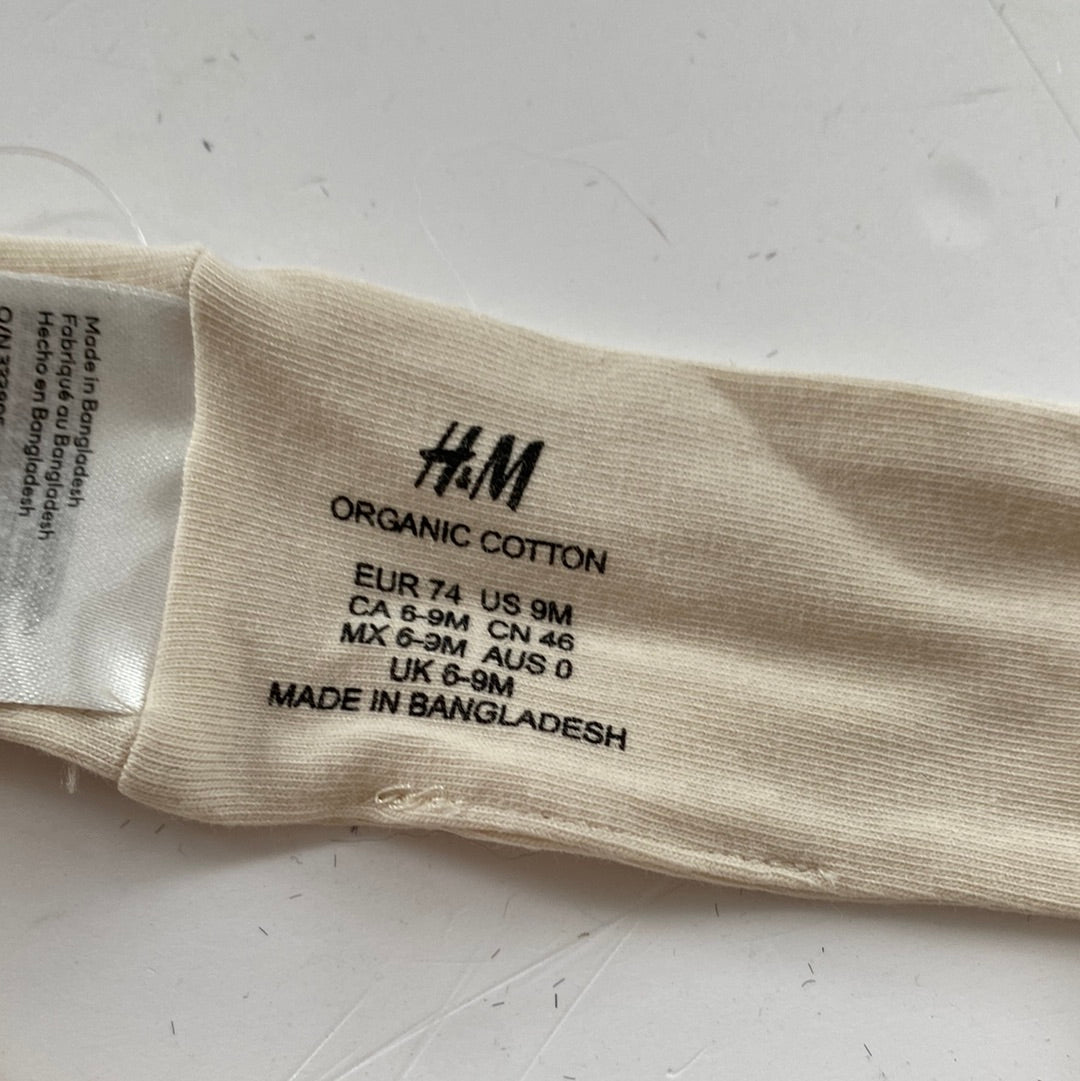 Made in Bangladesh
Fabriqué au Bangladesh
Hecho en Bangladesh
H&M
ORGANIC COTTON
EUR 74 US 9M
CA 6-9M CN 46
MX 6-9M AUS 0
UK 6-9M
MADE IN BANGLADESH